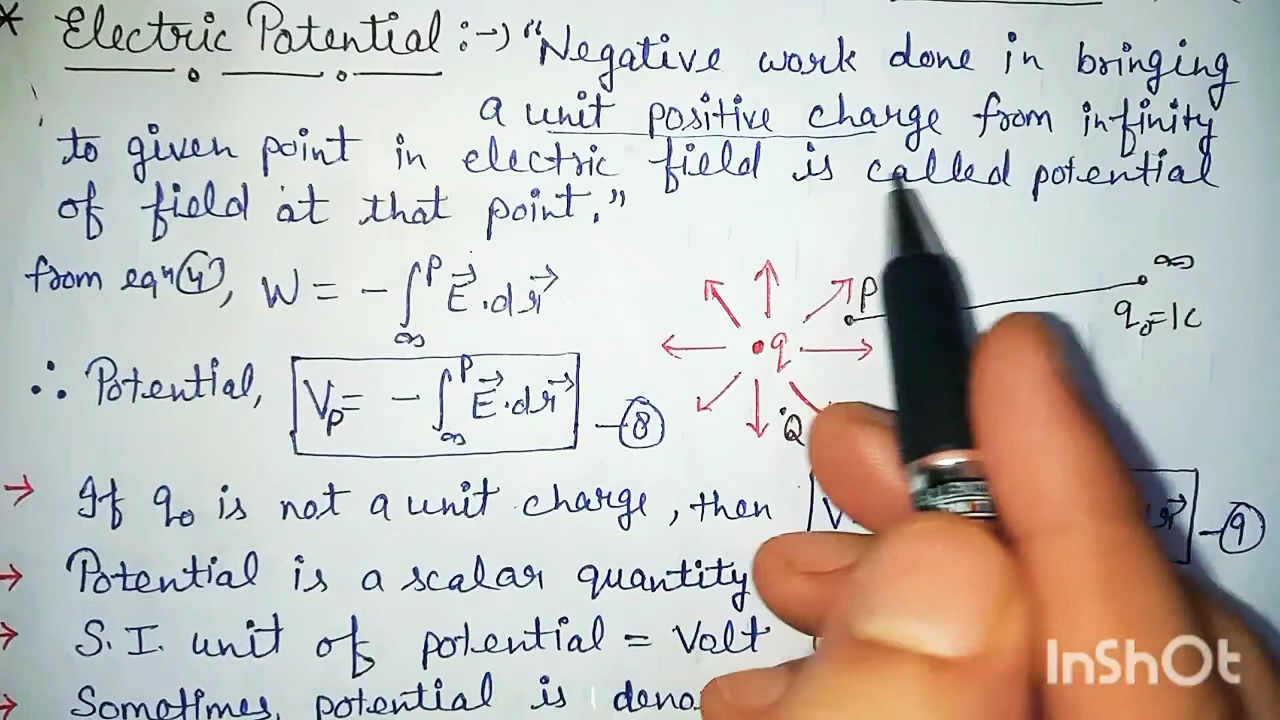 * Electric Potential :→ "Negative work done in bringing
a unit positive charge from infinity
to given point in electric field is called potential
of field at that point."
from eqⁿ (4), W = - ∫_∞^P E⃗.dr⃗
∴ Potential, V_P = - ∫_∞^P E⃗.dr⃗ - (8)
q
P
∞
q₀=1C
Q
→ If q₀ is not a unit charge, then V r⃗ - (9)
→ Potential is a scalar quantity
→ S.I. unit of potential = Volt
→ Sometimes, potential is deno
InShOt